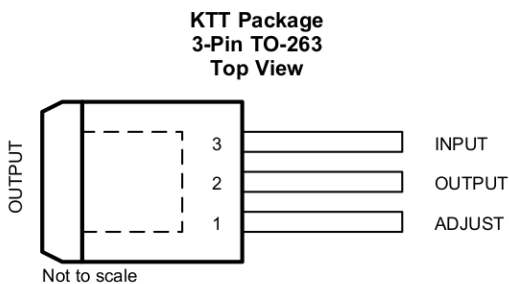 KTT Package
3-Pin TO-263
Top View
OUTPUT
3 INPUT
2 OUTPUT
1 ADJUST
Not to scale